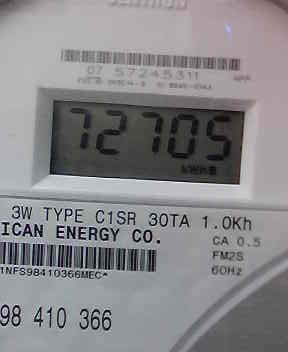 07 57245311
72705
kWhB
3W TYPE C1SR 30TA 1.0Kh
ICAN ENERGY CO.
CA 0.5
FM2S
60Hz
1NFS98410366MEC*
98 410 366